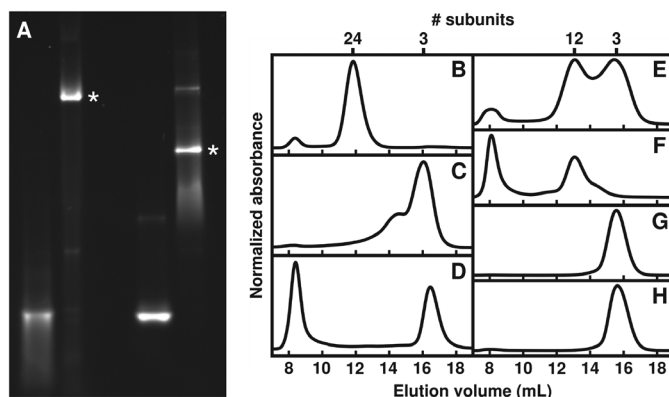 A
*
*
# subunits
24 3
12 3
B
E
C
F
D
G
H
Normalized absorbance
8 10 12 14 16 18
8 10 12 14 16 18
Elution volume (mL)